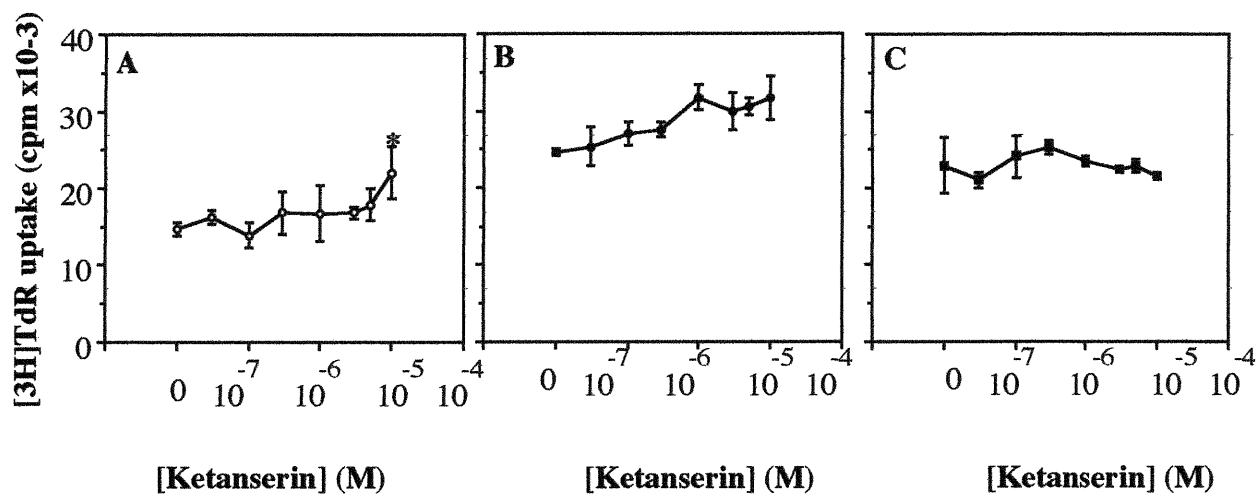 [3H]TdR uptake (cpm x10-3)
40
30
20
10
0
A
*
B
C
0 10-7 10-6 10-5 10-4
0 10-7 10-6 10-5 10-4
0 10-7 10-6 10-5 10-4
[Ketanserin] (M) [Ketanserin] (M) [Ketanserin] (M)